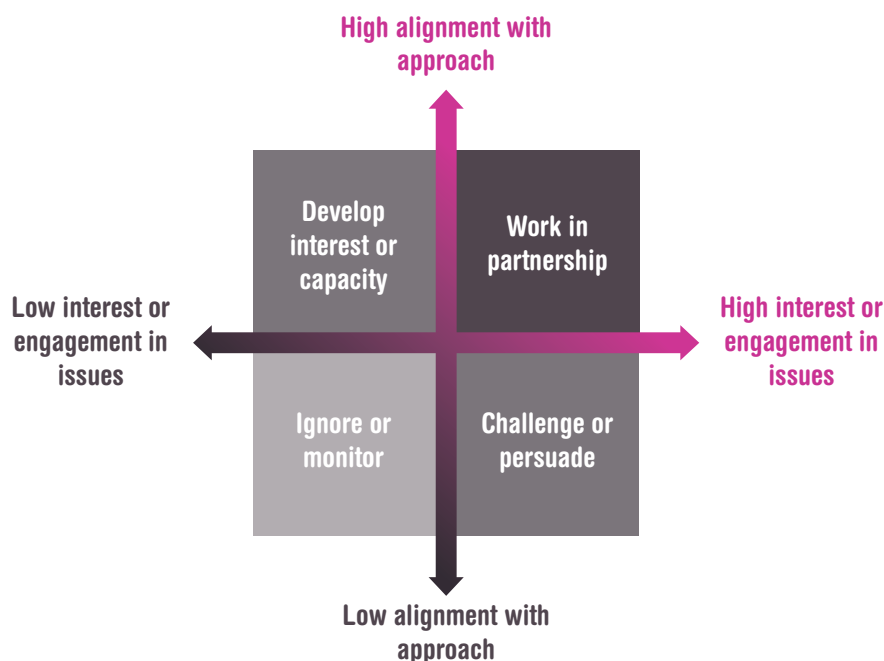 High alignment with
approach
Develop
interest or
capacity
Work in
partnership
Low interest or
engagement in
issues
High interest or
engagement in
issues
Ignore or
monitor
Challenge or
persuade
Low alignment with
approach